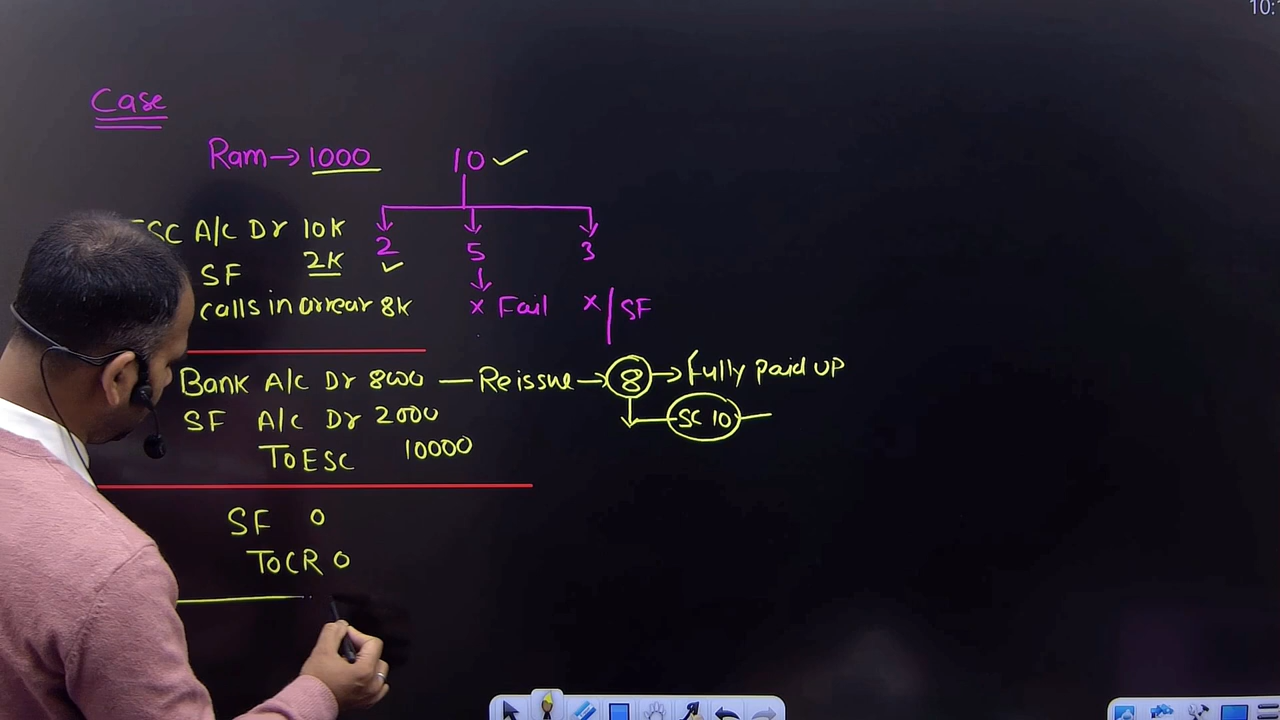 10:
Case
Ram → 1000 10 ✓
SC A/c Dr 10K 2 5 3
SF 2K ✓
calls in arrear 8K × Fail × / SF
Bank A/c Dr 8000 — Reissue → 8 → Fully paid up
SF A/c Dr 2000 SC 10
To ESC 10000
SF 0
To CR 0